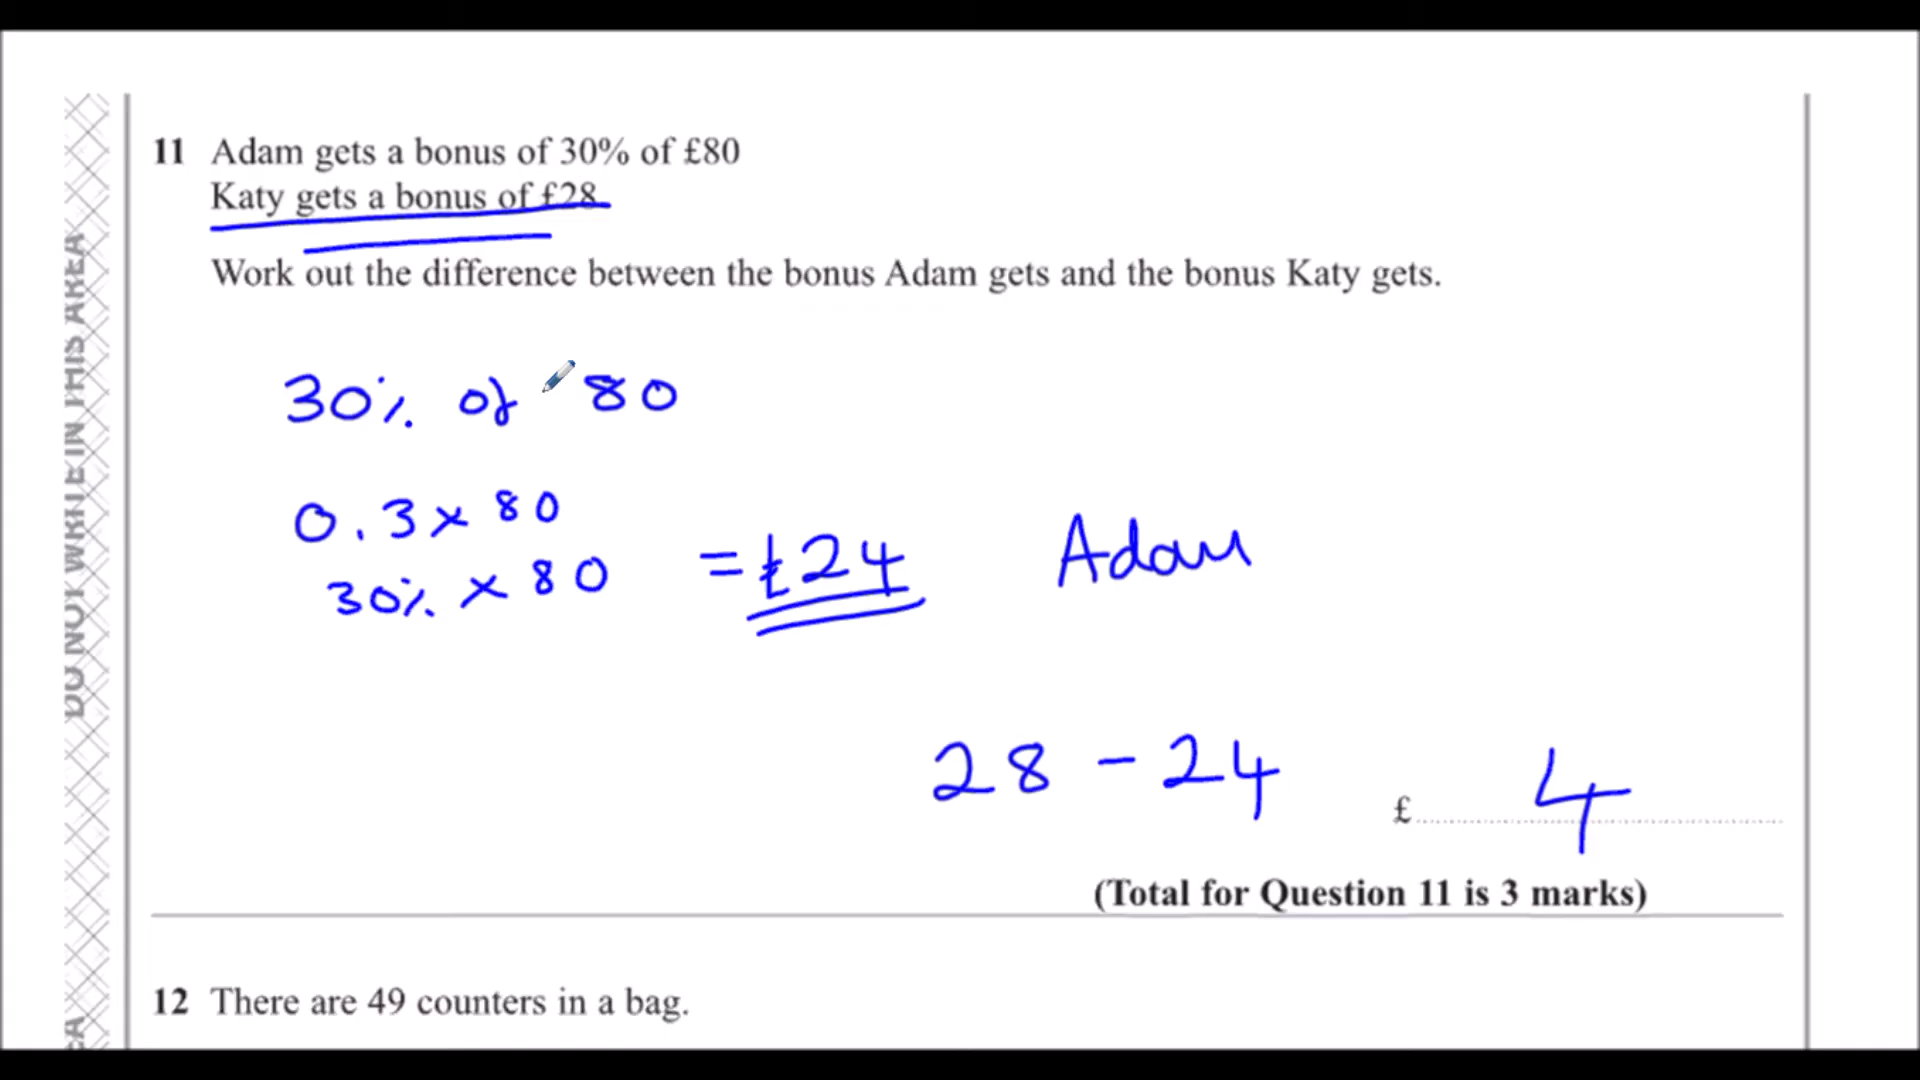 11 Adam gets a bonus of 30% of £80
Katy gets a bonus of £28
Work out the difference between the bonus Adam gets and the bonus Katy gets.
30% of 80
0.3 × 80
30% × 80 = £24 Adam
28 - 24
£ 4
(Total for Question 11 is 3 marks)
12 There are 49 counters in a bag.
DO NOT WRITE IN THIS AREA